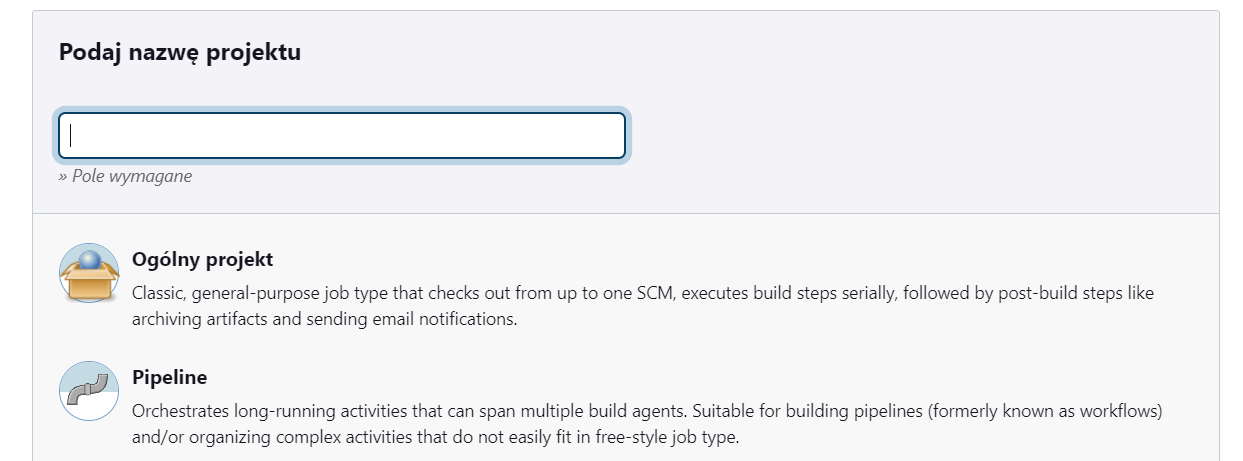 Podaj nazwę projektu
» Pole wymagane
Ogólny projekt
Classic, general-purpose job type that checks out from up to one SCM, executes build steps serially, followed by post-build steps like
archiving artifacts and sending email notifications.
Pipeline
Orchestrates long-running activities that can span multiple build agents. Suitable for building pipelines (formerly known as workflows)
and/or organizing complex activities that do not easily fit in free-style job type.